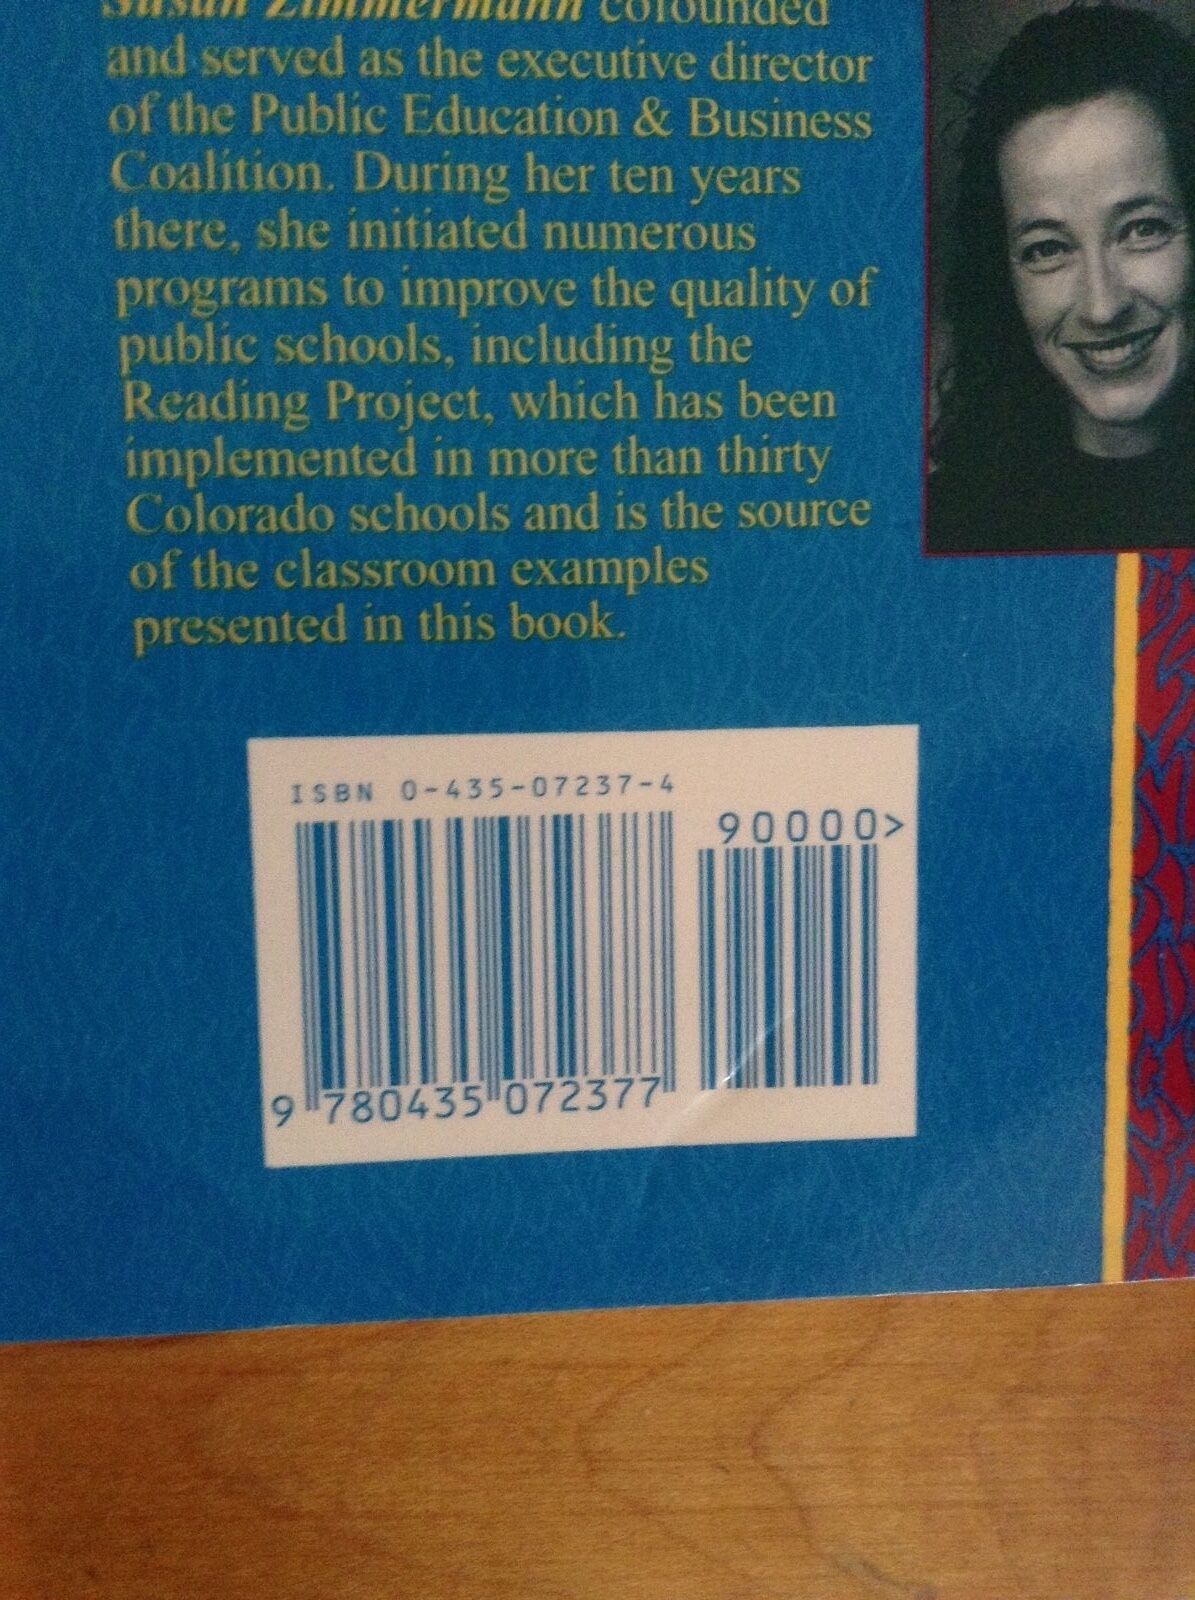 Susan Zimmermann cofounded
and served as the executive director
of the Public Education & Business
Coalition. During her ten years
there, she initiated numerous
programs to improve the quality of
public schools, including the
Reading Project, which has been
implemented in more than thirty
Colorado schools and is the source
of the classroom examples
presented in this book.
ISBN 0-435-07237-4
90000>
9 780435 072377